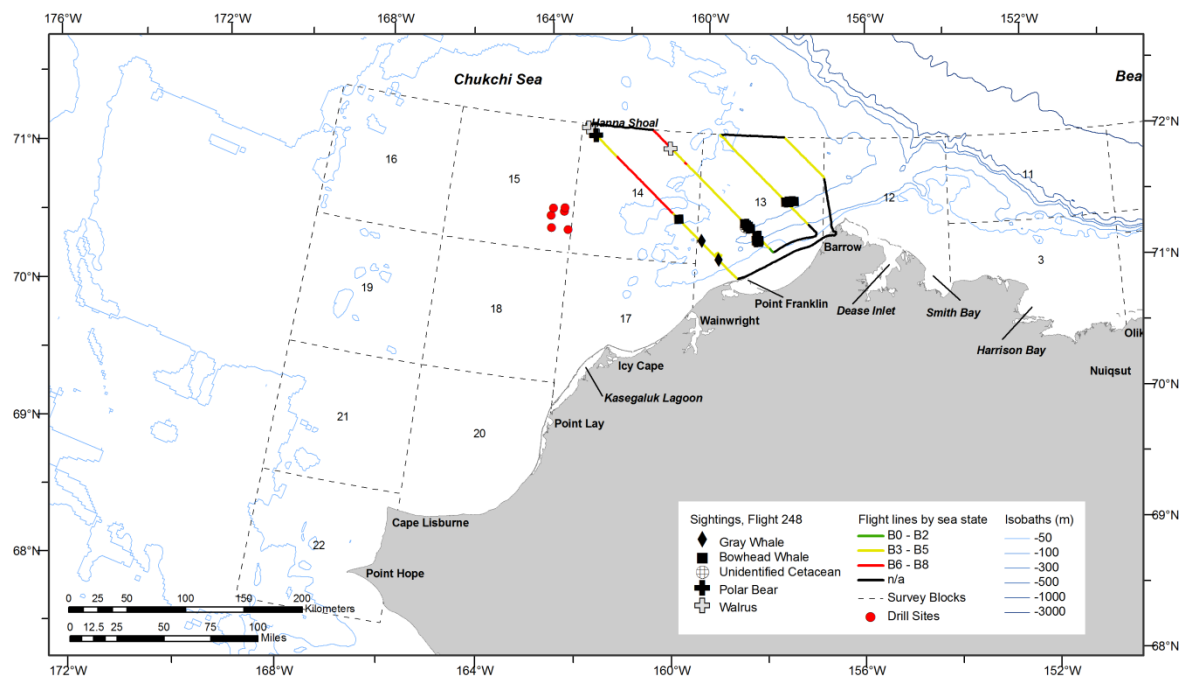 176°W 172°W 168°W 164°W 160°W 156°W 152°W
Chukchi Sea
Bea
72°N
71°N
Hanna Shoal
16
15
14
13
12
11
3
Barrow
71°N
70°N
Point Franklin
Dease Inlet
Smith Bay
Harrison Bay
Olik
Nuiqsut
19
18
17
Wainwright
Icy Cape
Kasegaluk Lagoon
70°N
69°N
21
20
Point Lay
Cape Lisburne
69°N
68°N
22
Point Hope
0 25 50 100 150 200
Kilometers
0 12.5 25 50 75 100
Miles
Sightings, Flight 248
Gray Whale
Bowhead Whale
Unidentified Cetacean
Polar Bear
Walrus
Flight lines by sea state
B0 - B2
B3 - B5
B6 - B8
n/a
Survey Blocks
Drill Sites
Isobaths (m)
-50
-100
-300
-500
-1000
-3000
68°N
172°W 168°W 164°W 160°W 156°W 152°W